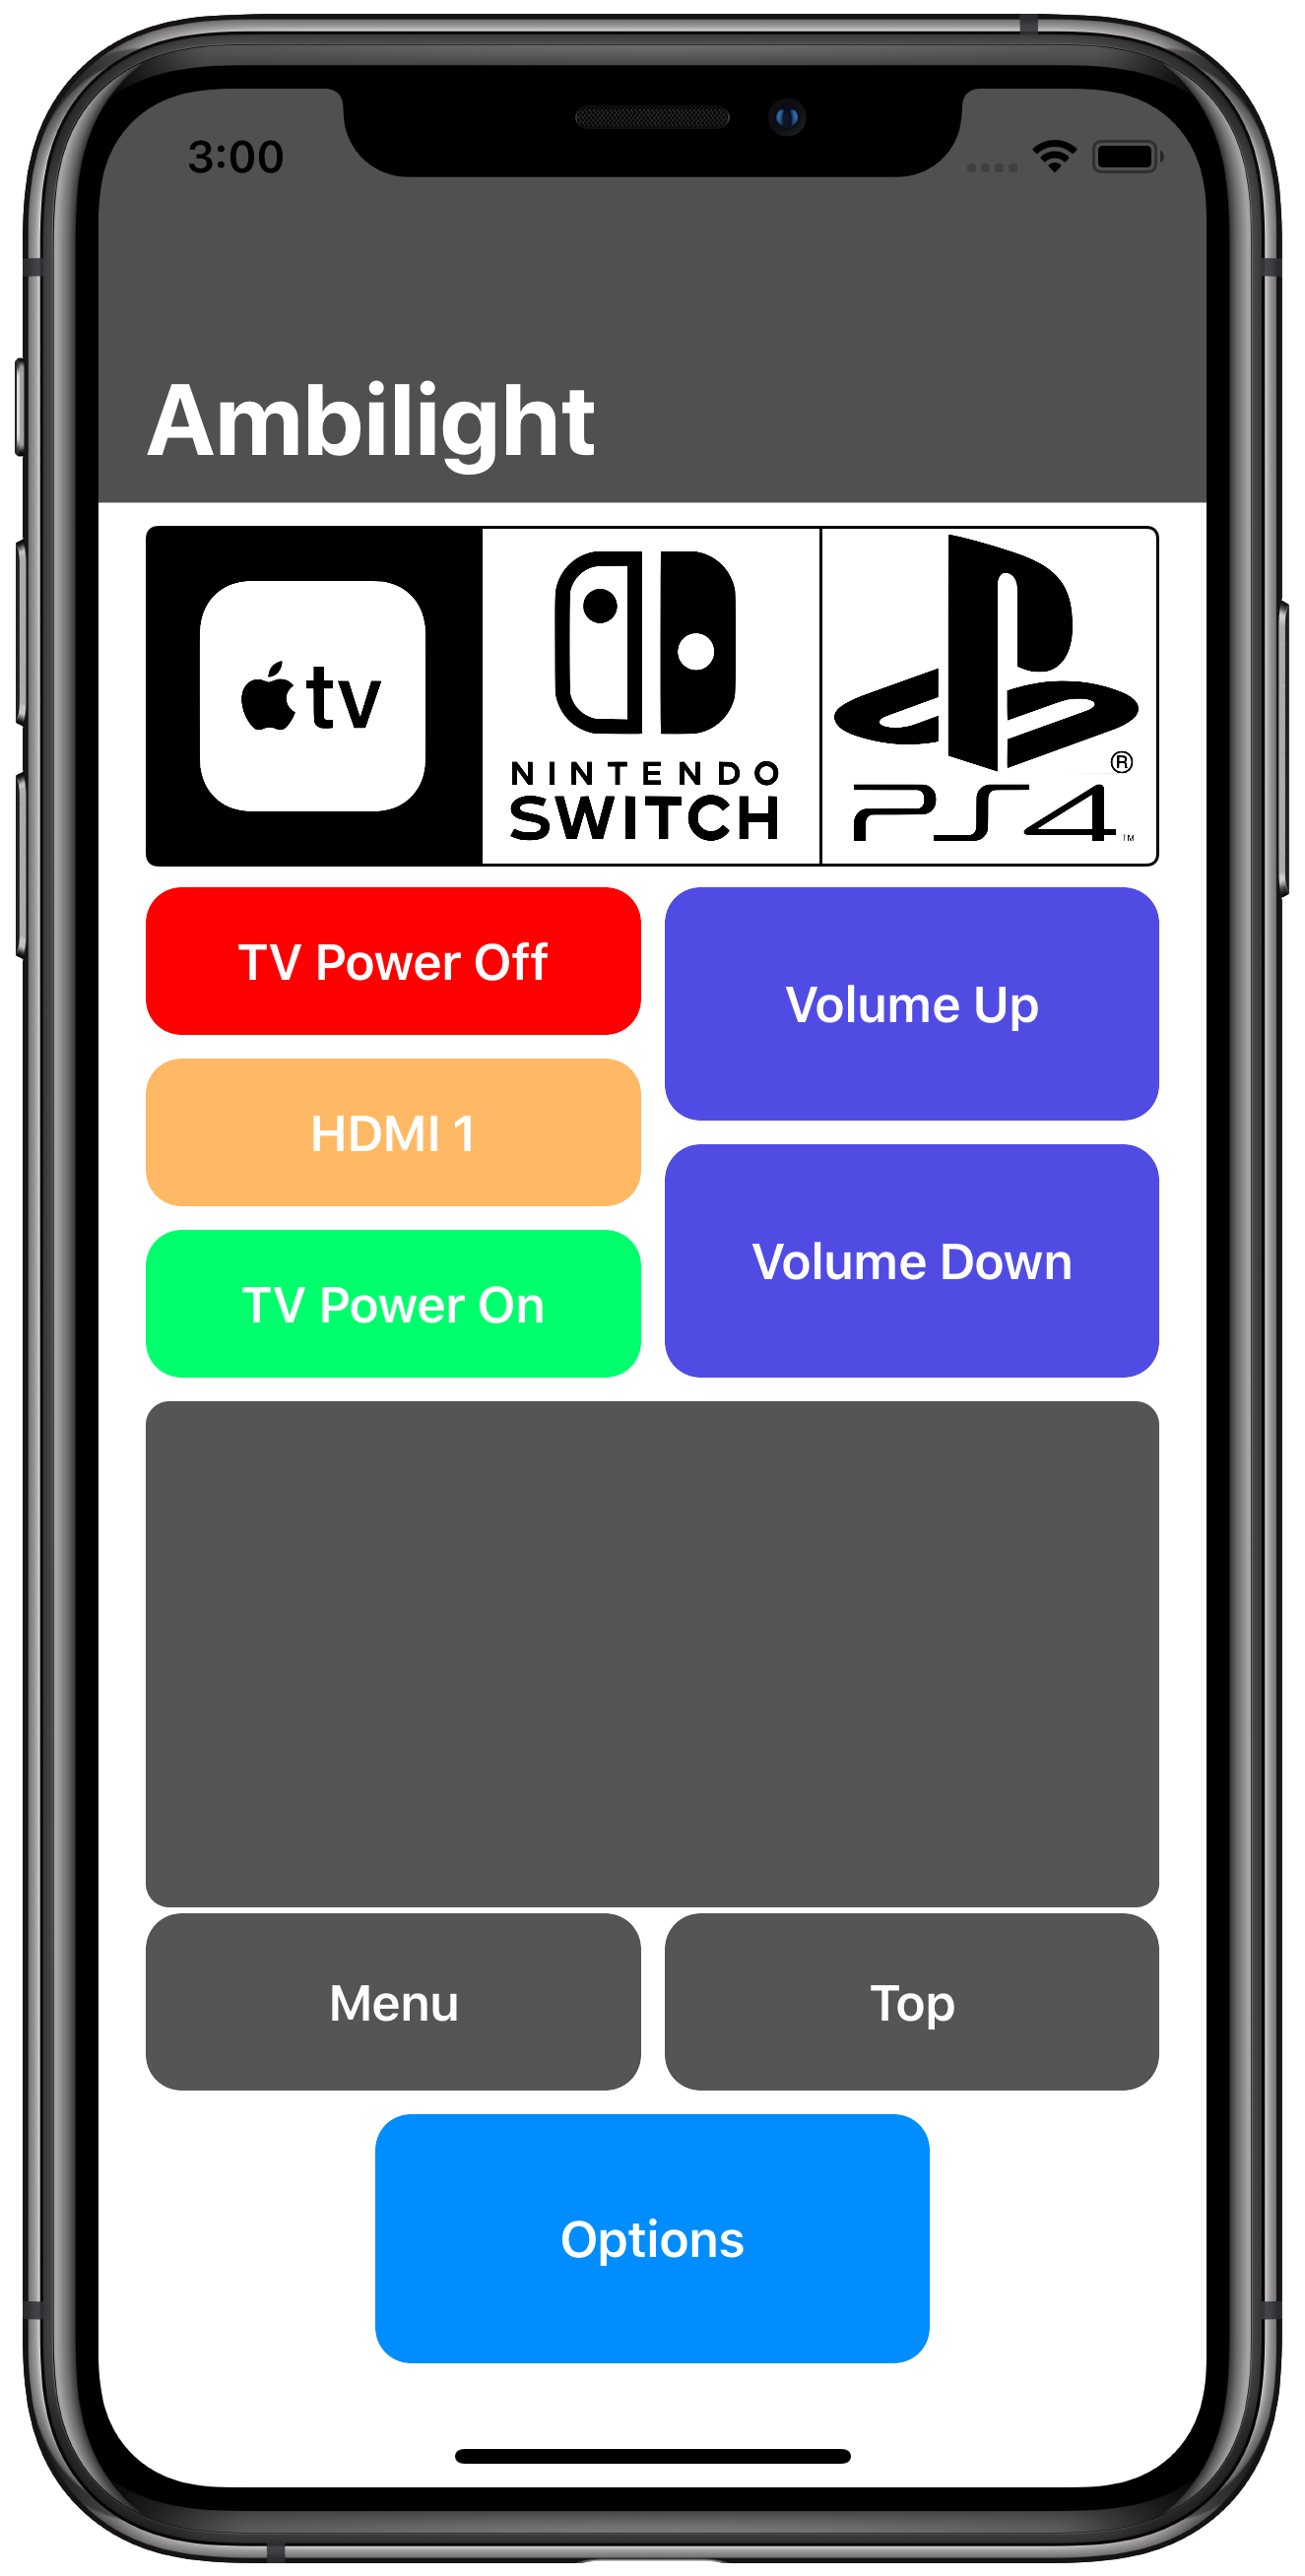 3:00
Ambilight
tv
NINTENDO
SWITCH
®
PS4
™
TV Power Off
Volume Up
HDMI 1
Volume Down
TV Power On
Menu
Top
Options